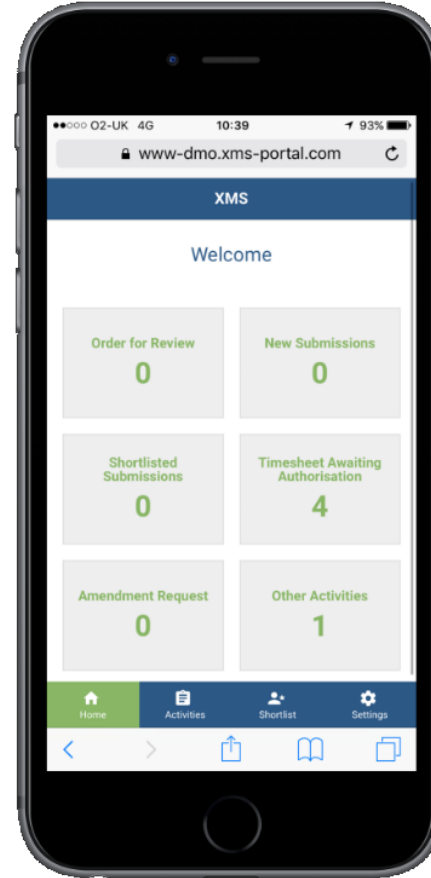 ●●○○○ O2-UK 4G 10:39 93%
www-dmo.xms-portal.com
XMS
Welcome
Order for Review
0
New Submissions
0
Shortlisted
Submissions
0
Timesheet Awaiting
Authorisation
4
Amendment Request
0
Other Activities
1
Home Activities Shortlist Settings